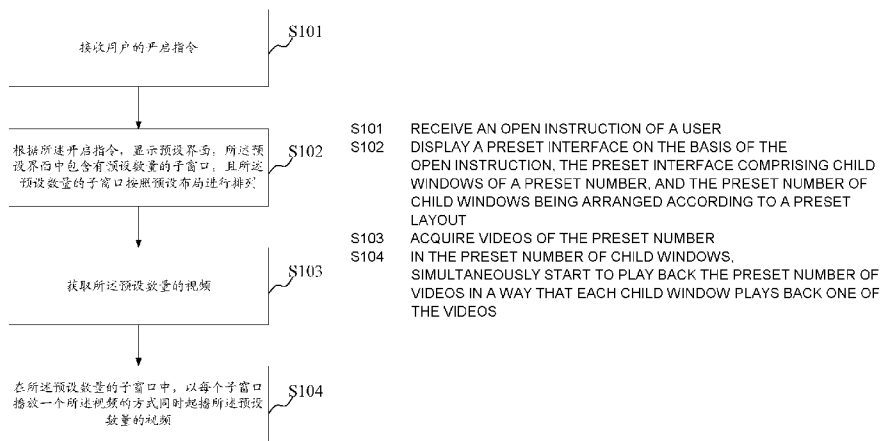 接收用户的开启指令
S101
根据所述开启指令，显示预设界面，所述预
设界面中包含有预设数量的子窗口，且所述
预设数量的子窗口按照预设布局进行排列
S102
获取所述预设数量的视频
S103
在所述预设数量的子窗口中，以每个子窗口
播放一个所述视频的方式同时起播所述预设
数量的视频
S104
S101 RECEIVE AN OPEN INSTRUCTION OF A USER
S102 DISPLAY A PRESET INTERFACE ON THE BASIS OF THE
OPEN INSTRUCTION, THE PRESET INTERFACE COMPRISING CHILD
WINDOWS OF A PRESET NUMBER, AND THE PRESET NUMBER OF
CHILD WINDOWS BEING ARRANGED ACCORDING TO A PRESET
LAYOUT
S103 ACQUIRE VIDEOS OF THE PRESET NUMBER
S104 IN THE PRESET NUMBER OF CHILD WINDOWS,
SIMULTANEOUSLY START TO PLAY BACK THE PRESET NUMBER OF
VIDEOS IN A WAY THAT EACH CHILD WINDOW PLAYS BACK ONE OF
THE VIDEOS